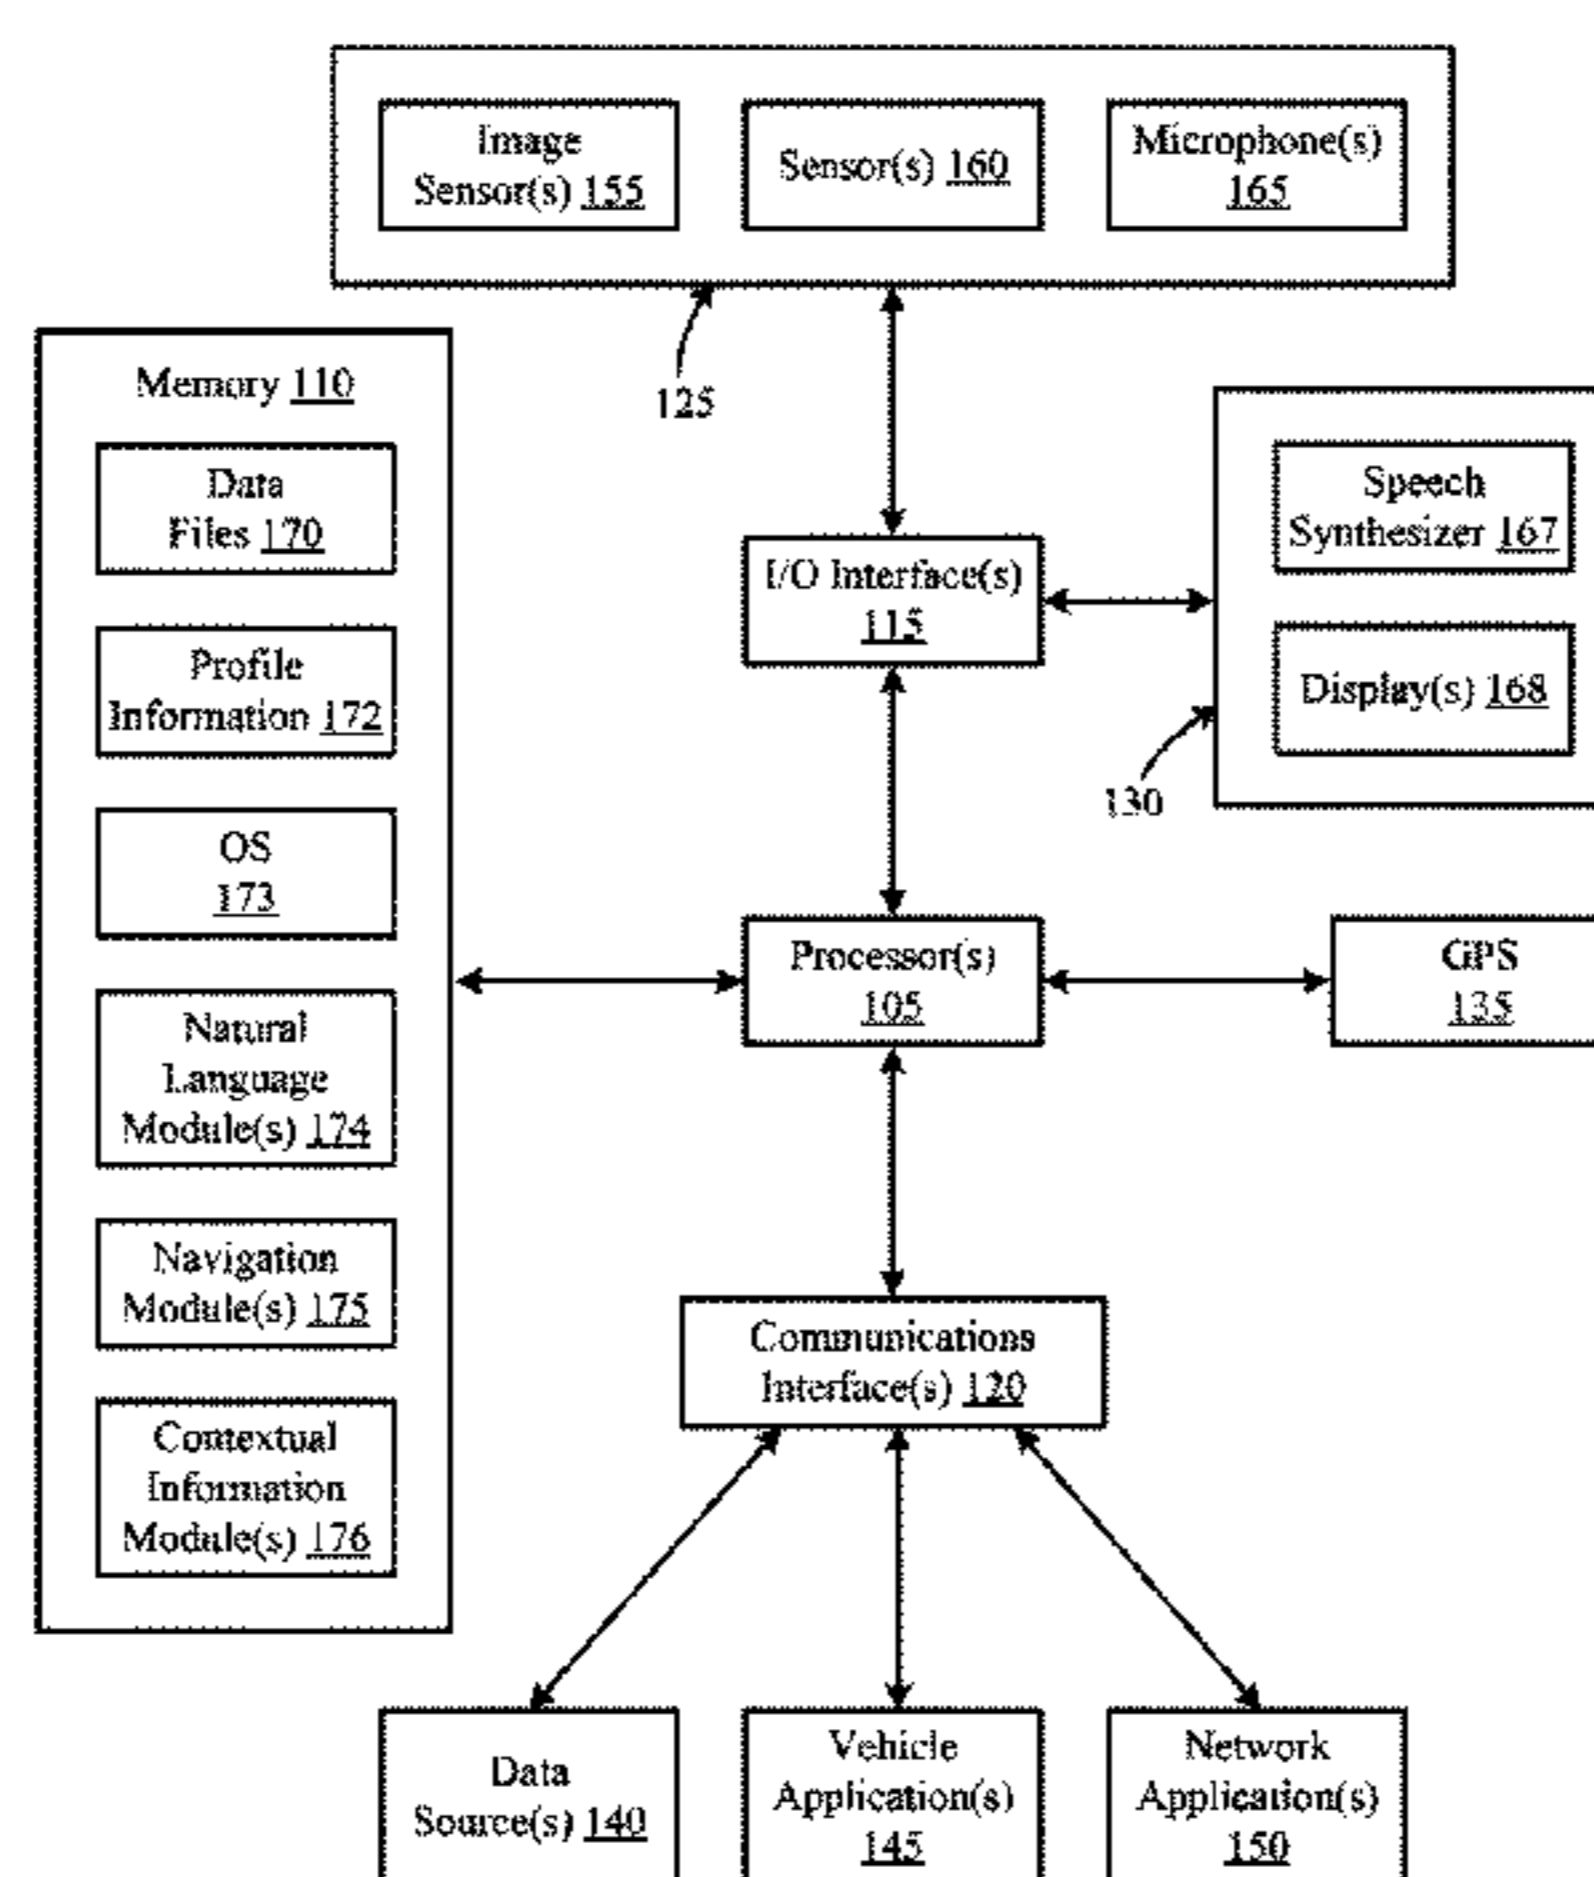 Image
Sensor(s) 155
Sensor(s) 160
Microphone(s)
165
125
Memory 110
Data
Files 170
Profile
Information 172
OS
173
Natural
Language
Module(s) 174
Navigation
Module(s) 175
Contextual
Information
Module(s) 176
I/O Interface(s)
115
Speech
Synthesizer 167
Display(s) 168
130
Processor(s)
105
GPS
135
Communications
Interface(s) 120
Data
Source(s) 140
Vehicle
Application(s)
145
Network
Application(s)
150